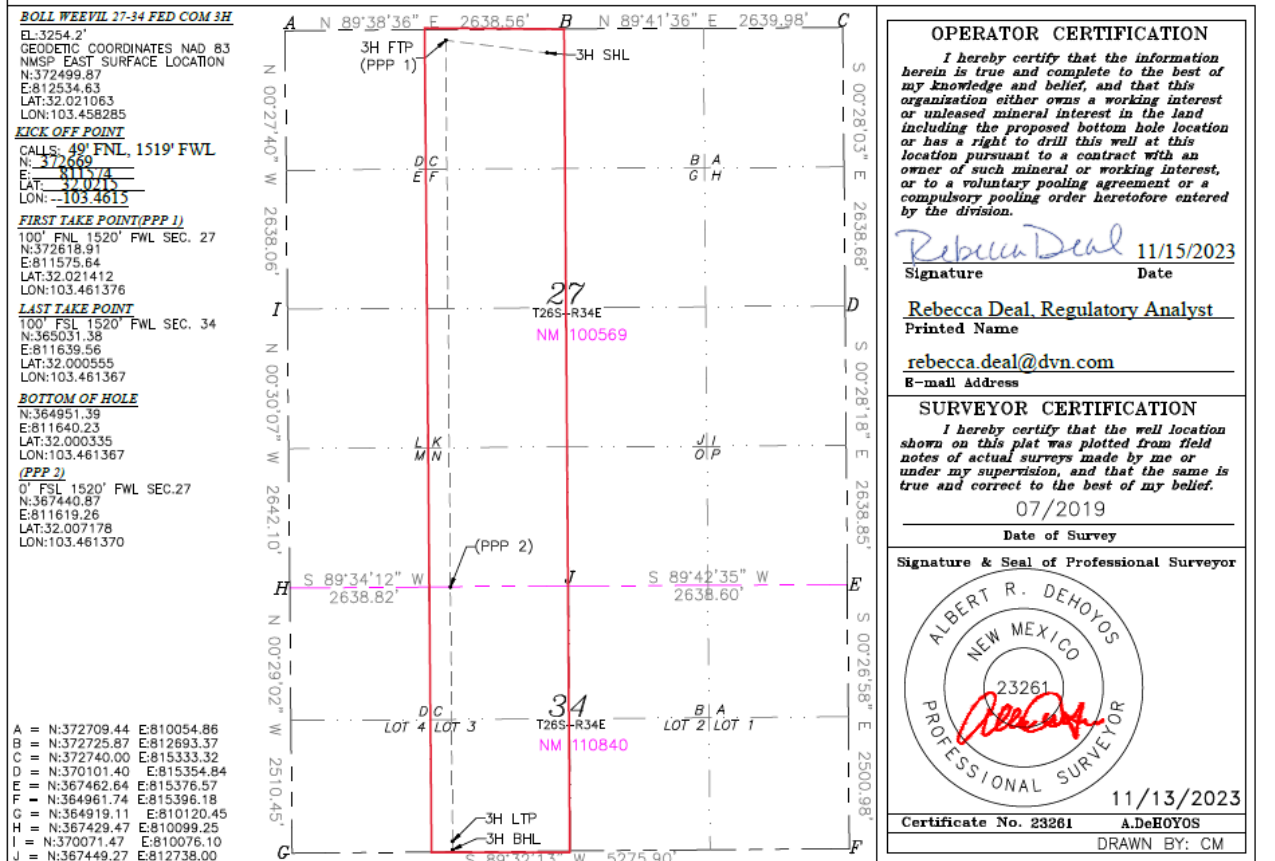 BOLL WEEVIL 27-34 FED COM 3H
EL:3254.2'
GEODETIC COORDINATES NAD 83
NMSP EAST SURFACE LOCATION
N:372499.87
E:812534.63
LAT:32.021063
LON:103.458285
KICK OFF POINT
CALLS: 49' FNL, 1519' FWL
N: 372669
E: 811574
LAT: 32.0215
LON: --103.4615
FIRST TAKE POINT(PPP 1)
100' FNL 1520' FWL SEC. 27
N:372618.91
E:811575.64
LAT:32.021412
LON:103.461376
LAST TAKE POINT
100' FSL 1520' FWL SEC. 34
N:365031.38
E:811639.56
LAT:32.000555
LON:103.461367
BOTTOM OF HOLE
N:364951.39
E:811640.23
LAT:32.000335
LON:103.461367
(PPP 2)
0' FSL 1520' FWL SEC.27
N:367440.87
E:811619.26
LAT:32.007178
LON:103.461370
A = N:372709.44 E:810054.86
B = N:372725.87 E:812693.37
C = N:372740.00 E:815333.32
D = N:370101.40 E:815354.84
E = N:367462.64 E:815376.57
F = N:364961.74 E:815396.18
G = N:364919.11 E:810120.45
H = N:367429.47 E:810099.25
I = N:370071.47 E:810076.10
J = N:367449.27 E:812738.00
A N 89°38'36" E 2638.56' B N 89°41'36" E 2639.98' C
3H FTP
(PPP 1)
3H SHL
N 00°27'40" W 2638.06'
S 00°28'03" E 2638.68'
D C
E F
B A
G H
I
27
T26S-R34E
NM 100569
D
N 00°30'07" W 2642.10'
S 00°28'18" E 2638.85'
L K
M N
J I
O P
(PPP 2)
H S 89°34'12" W J S 89°42'35" W E
2638.82' 2638.60'
N 00°29'02" W 2510.45'
S 00°26'58" E 2500.98'
D C
LOT 4 LOT 3
34
T26S-R34E
NM 110840
B A
LOT 2 LOT 1
3H LTP
3H BHL
G S 89°32'13" W 5275.90' F
OPERATOR CERTIFICATION
I hereby certify that the information
herein is true and complete to the best of
my knowledge and belief, and that this
organization either owns a working interest
or unleased mineral interest in the land
including the proposed bottom hole location
or has a right to drill this well at this
location pursuant to a contract with an
owner of such mineral or working interest,
or to a voluntary pooling agreement or a
compulsory pooling order heretofore entered
by the division.
Rebecca Deal 11/15/2023
Signature Date
Rebecca Deal, Regulatory Analyst
Printed Name
rebecca.deal@dvn.com
E-mail Address
SURVEYOR CERTIFICATION
I hereby certify that the well location
shown on this plat was plotted from field
notes of actual surveys made by me or
under my supervision, and that the same is
true and correct to the best of my belief.
07/2019
Date of Survey
Signature & Seal of Professional Surveyor
ALBERT R. DEHOYOS
NEW MEXICO
23261
PROFESSIONAL SURVEYOR
11/13/2023
Certificate No. 23261 A.DeHOYOS
DRAWN BY: CM